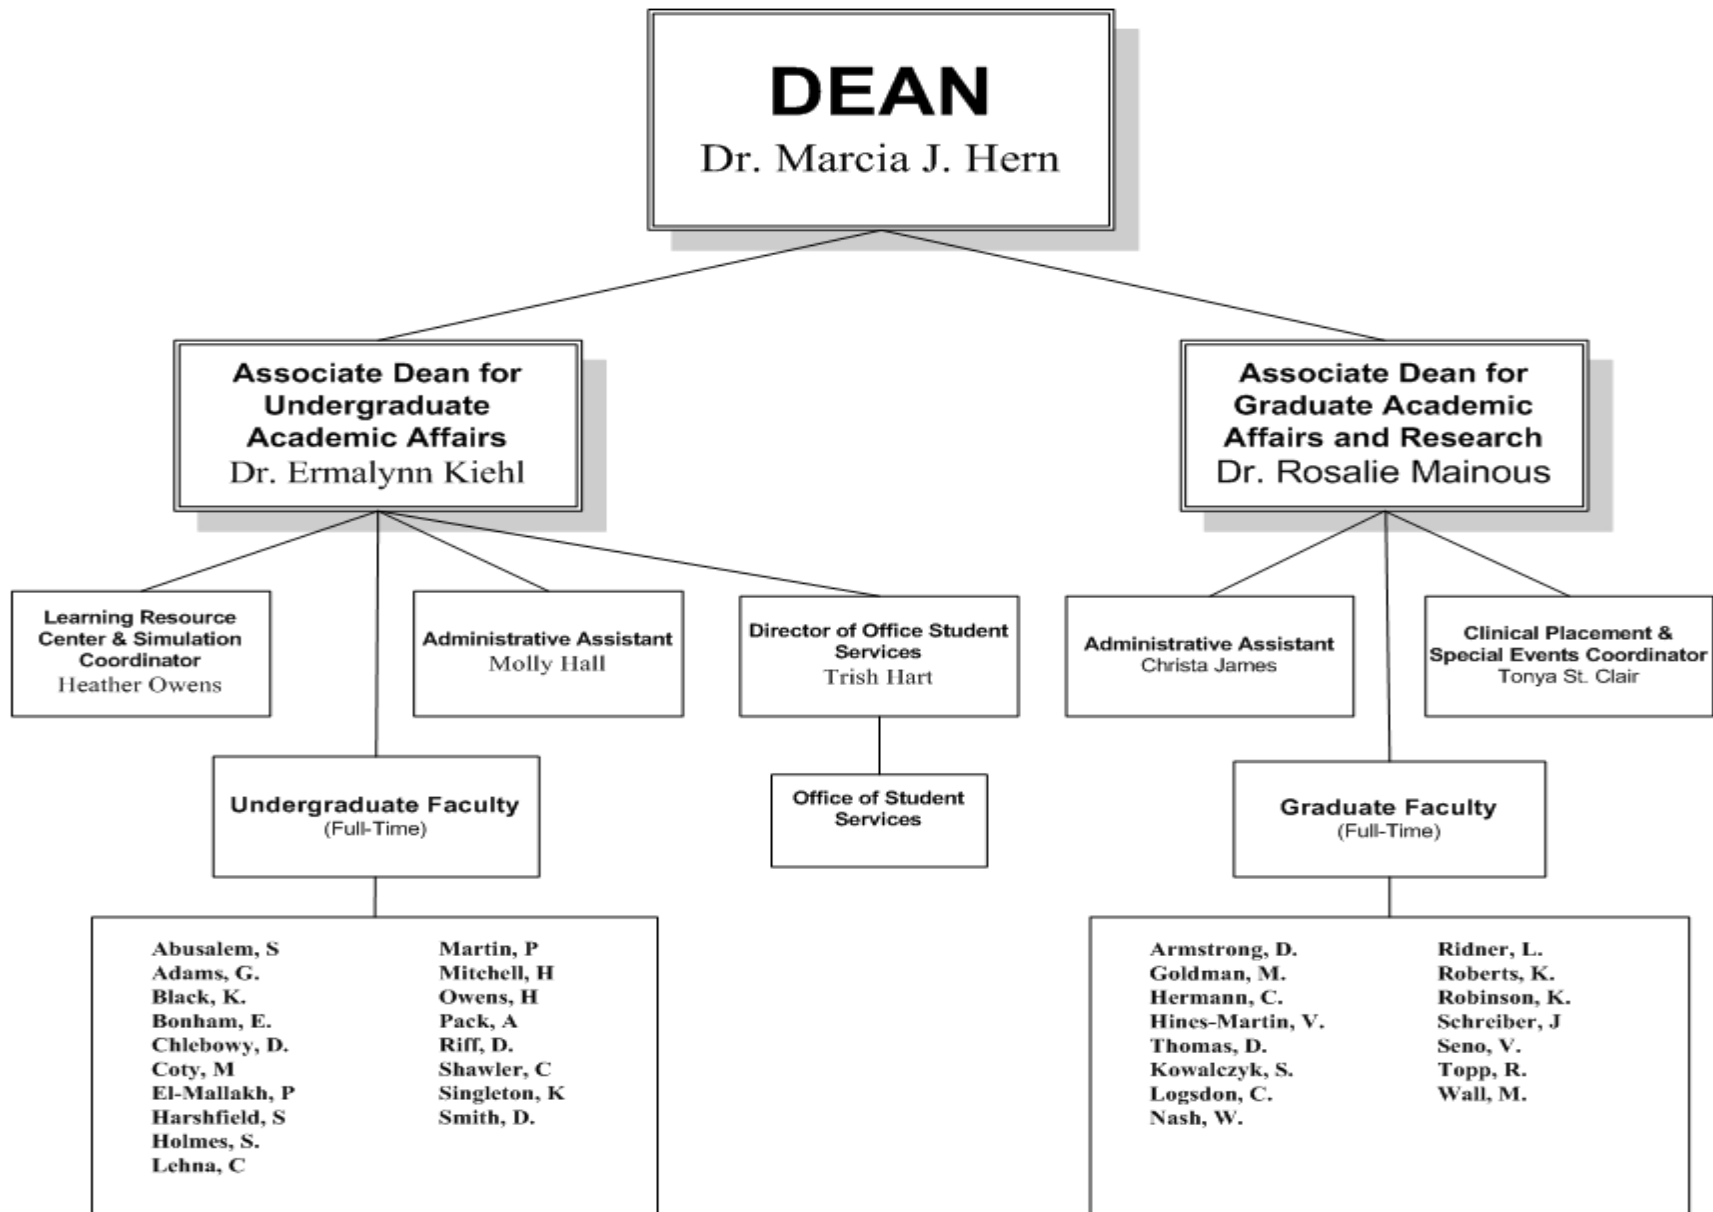 DEAN
Dr. Marcia J. Hern
Associate Dean for
Undergraduate
Academic Affairs
Dr. Ermalynn Kiehl
Associate Dean for
Graduate Academic
Affairs and Research
Dr. Rosalie Mainous
Learning Resource
Center & Simulation
Coordinator
Heather Owens
Administrative Assistant
Molly Hall
Director of Office Student
Services
Trish Hart
Administrative Assistant
Christa James
Clinical Placement &
Special Events Coordinator
Tonya St. Clair
Undergraduate Faculty
(Full-Time)
Office of Student
Services
Graduate Faculty
(Full-Time)
Abusalem, S
Adams, G.
Black, K.
Bonham, E.
Chlebowy, D.
Coty, M
El-Mallakh, P
Harshfield, S
Holmes, S.
Lehna, C
Martin, P
Mitchell, H
Owens, H
Pack, A
Riff, D.
Shawler, C
Singleton, K
Smith, D.
Armstrong, D.
Goldman, M.
Hermann, C.
Hines-Martin, V.
Thomas, D.
Kowalczyk, S.
Logsdon, C.
Nash, W.
Ridner, L.
Roberts, K.
Robinson, K.
Schreiber, J
Seno, V.
Topp, R.
Wall, M.